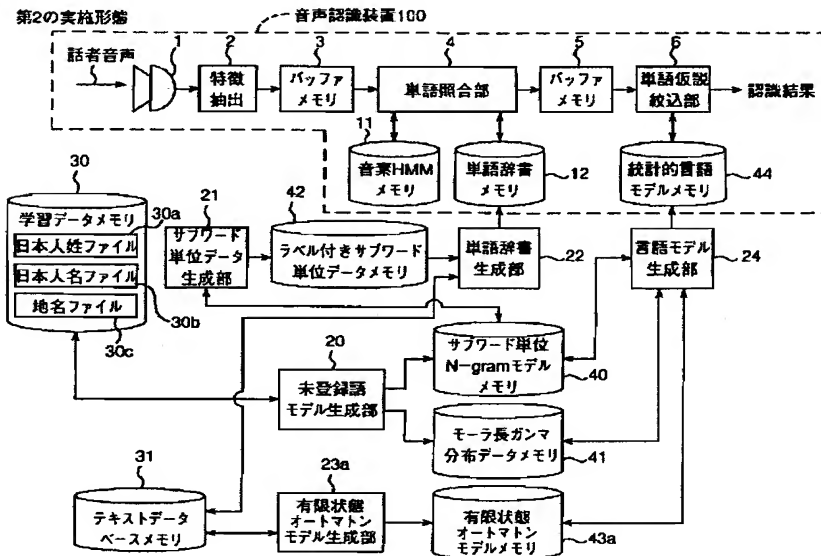 第2の実施形態
音声認識装置100
話者音声
1
2
特徴
抽出
3
バッファ
メモリ
4
単語照合部
5
バッファ
メモリ
6
単語仮説
絞込部
認識結果
11
音素HMM
メモリ
単語辞書
メモリ
12
統計的言語
モデルメモリ
44
30
学習データメモリ
30a
日本人姓ファイル
日本人名ファイル
30b
地名ファイル
30c
21
サブワード
単位データ
生成部
42
ラベル付きサブワード
単位データメモリ
単語辞書
生成部
22
言語モデル
生成部
24
20
未登録語
モデル生成部
サブワード単位
N-gramモデル
メモリ
40
モーラ長ガンマ
分布データメモリ
41
31
テキストデータ
ベースメモリ
23a
有限状態
オートマトン
モデル生成部
有限状態
オートマトン
モデルメモリ
43a